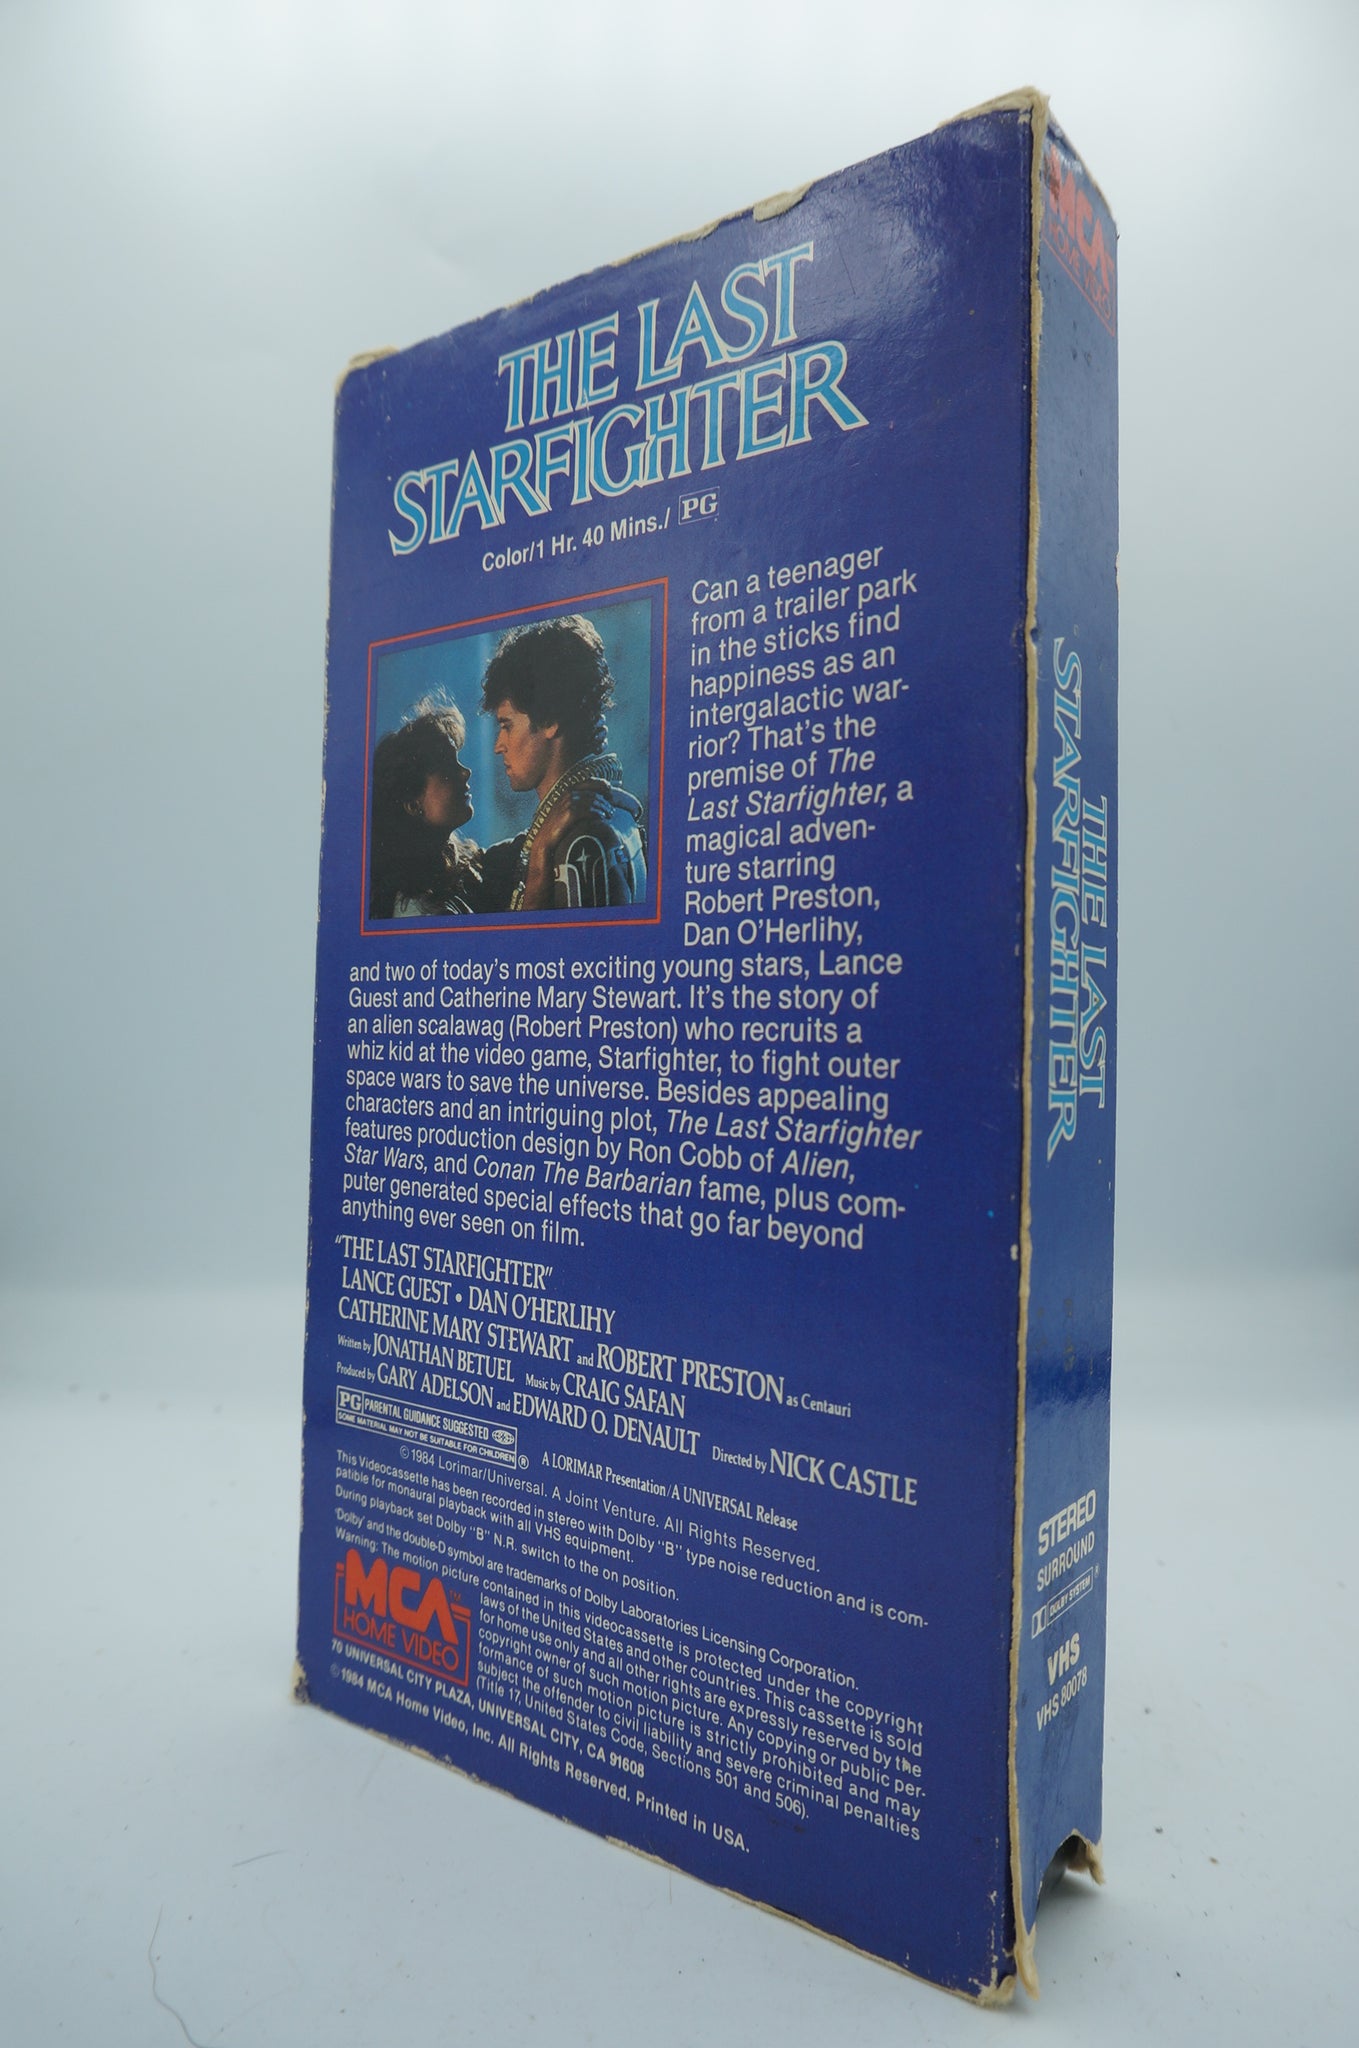 THE LAST
STARFIGHTER
Color/1 Hr. 40 Mins./ PG
Can a teenager
from a trailer park
in the sticks find
happiness as an
intergalactic war-
rior? That's the
premise of The
Last Starfighter, a
magical adven-
ture starring
Robert Preston,
Dan O'Herlihy,
and two of today's most exciting young stars, Lance
Guest and Catherine Mary Stewart. It's the story of
an alien scalawag (Robert Preston) who recruits a
whiz kid at the video game, Starfighter, to fight outer
space wars to save the universe. Besides appealing
characters and an intriguing plot, The Last Starfighter
features production design by Ron Cobb of Alien,
Star Wars, and Conan The Barbarian fame, plus com-
puter generated special effects that go far beyond
anything ever seen on film.
"THE LAST STARFIGHTER"
LANCE GUEST • DAN O'HERLIHY
CATHERINE MARY STEWART and ROBERT PRESTON as Centauri
Written by JONATHAN BETUEL Music by CRAIG SAFAN
Produced by GARY ADELSON and EDWARD O. DENAULT Directed by NICK CASTLE
PG PARENTAL GUIDANCE SUGGESTED
SOME MATERIAL MAY NOT BE SUITABLE FOR CHILDREN ®
A LORIMAR Presentation/A UNIVERSAL Release
© 1984 Lorimar/Universal. A Joint Venture. All Rights Reserved.
This Videocassette has been recorded in stereo with Dolby "B" type noise reduction and is com-
patible for monaural playback with all VHS equipment.
During playback set Dolby "B" N.R. switch to the on position.
'Dolby' and the double-D symbol are trademarks of Dolby Laboratories Licensing Corporation.
Warning: The motion picture contained in this videocassette is protected under the copyright
laws of the United States and other countries. This cassette is sold
for home use only and all other rights are expressly reserved by the
copyright owner of such motion picture. Any copying or public per-
formance of such motion picture is strictly prohibited and may
subject the offender to civil liability and severe criminal penalties
(Title 17, United States Code, Sections 501 and 506).
MCA TM
HOME VIDEO
70 UNIVERSAL CITY PLAZA, UNIVERSAL CITY, CA 91608
© 1984 MCA Home Video, Inc. All Rights Reserved. Printed in USA.
MCA
HOME VIDEO
THE LAST
STARFIGHTER
STEREO
SURROUND
DOLBY SYSTEM ®
VHS
VHS 80078